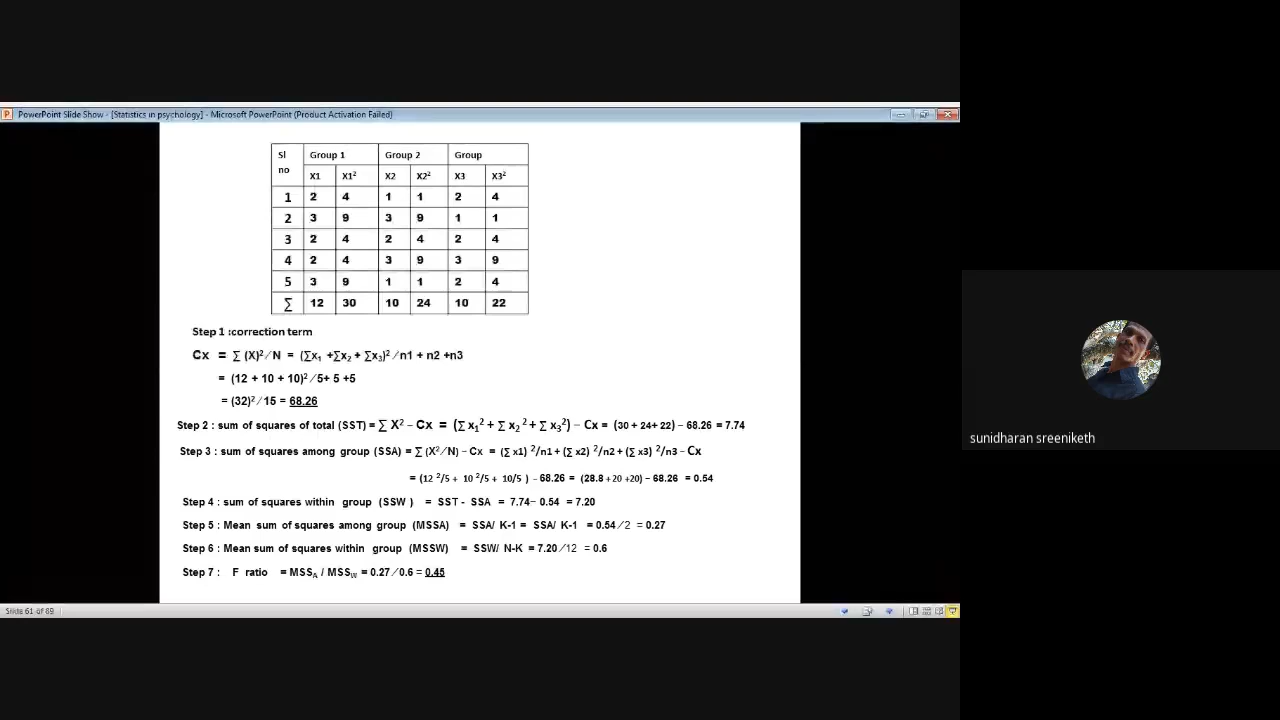 PowerPoint Slide Show - [Statistics in psychology] - Microsoft PowerPoint (Product Activation Failed)
Sl no Group 1 Group 2 Group
X1 X1² X2 X2² X3 X3²
1 2 4 1 1 2 4
2 3 9 3 9 1 1
3 2 4 2 4 2 4
4 2 4 3 9 3 9
5 3 9 1 1 2 4
∑ 12 30 10 24 10 22
Step 1 :correction term
Cx = ∑ (X)²/N = (∑x₁ +∑x₂ + ∑x₃)²/n1 + n2 +n3
= (12 + 10 + 10)²/5+ 5 +5
= (32)²/15 = 68.26
Step 2 : sum of squares of total (SST) = ∑ X² − Cx = (∑ x₁² + ∑ x₂² + ∑ x₃²) − Cx = (30 + 24+ 22) − 68.26 = 7.74
Step 3 : sum of squares among group (SSA) = ∑ (X²/N) − Cx = (∑ x1) ²/n1 + (∑ x2) ²/n2 + (∑ x3) ²/n3 - Cx
= (12 ²/5 + 10 ²/5 + 10/5 ) - 68.26 = (28.8 + 20 +20) − 68.26 = 0.54
Step 4 : sum of squares within group (SSW ) = SST - SSA = 7.74− 0.54 = 7.20
Step 5 : Mean sum of squares among group (MSSA) = SSA/ K-1 = SSA/ K-1 = 0.54/2 = 0.27
Step 6 : Mean sum of squares within group (MSSW) = SSW/ N-K = 7.20/12 = 0.6
Step 7 : F ratio = MSS_A / MSS_W = 0.27/0.6 = 0.45
Slide 61 of 89
sunidharan sreeniketh